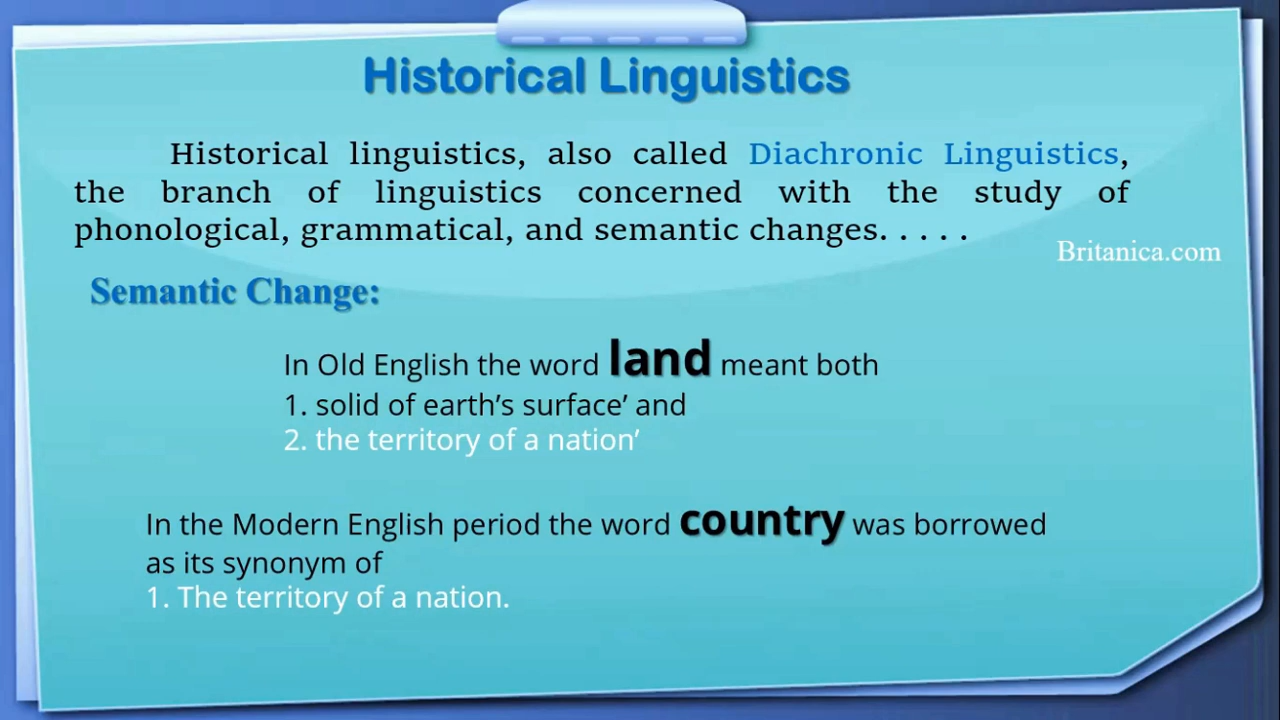 Historical Linguistics
Historical linguistics, also called Diachronic Linguistics,
the branch of linguistics concerned with the study of
phonological, grammatical, and semantic changes. . . . .
Britanica.com
Semantic Change:
In Old English the word land meant both
1. solid of earth’s surface’ and
2. the territory of a nation’
In the Modern English period the word country was borrowed
as its synonym of
1. The territory of a nation.